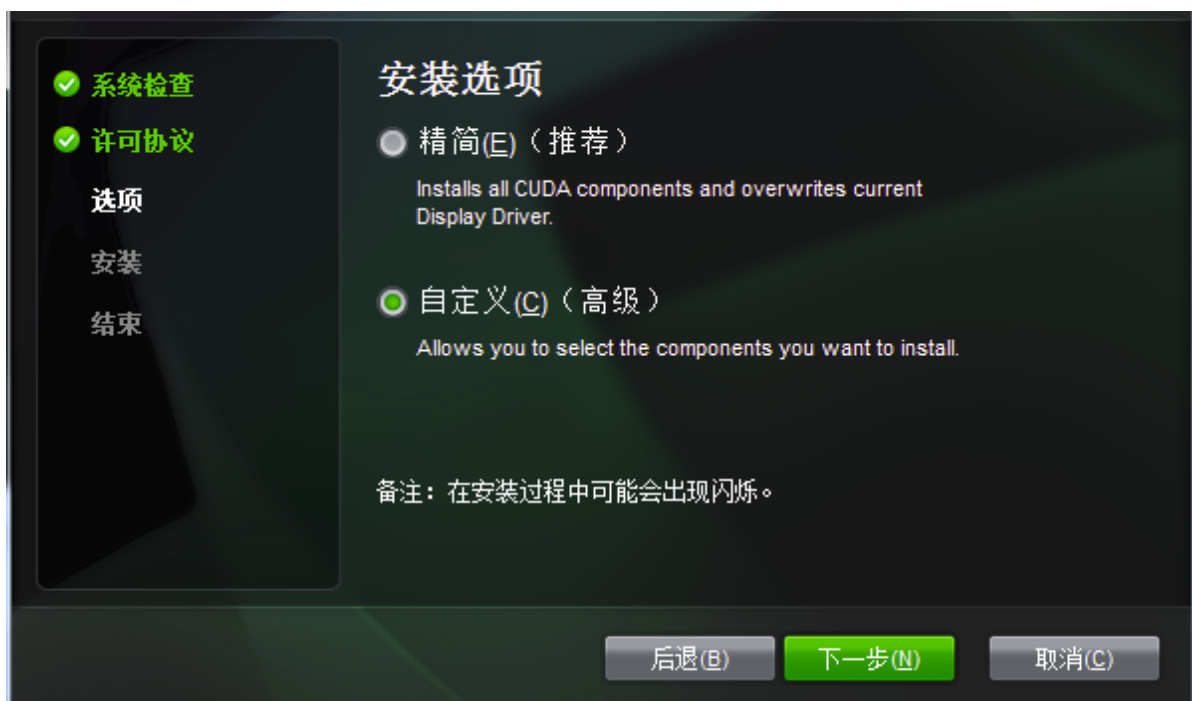 系统检查
许可协议
选项
安装
结束
安装选项
精简(E)（推荐）
Installs all CUDA components and overwrites current
Display Driver.
自定义(C)（高级）
Allows you to select the components you want to install.
备注：在安装过程中可能会出现闪烁。
后退(B)
下一步(N)
取消(C)